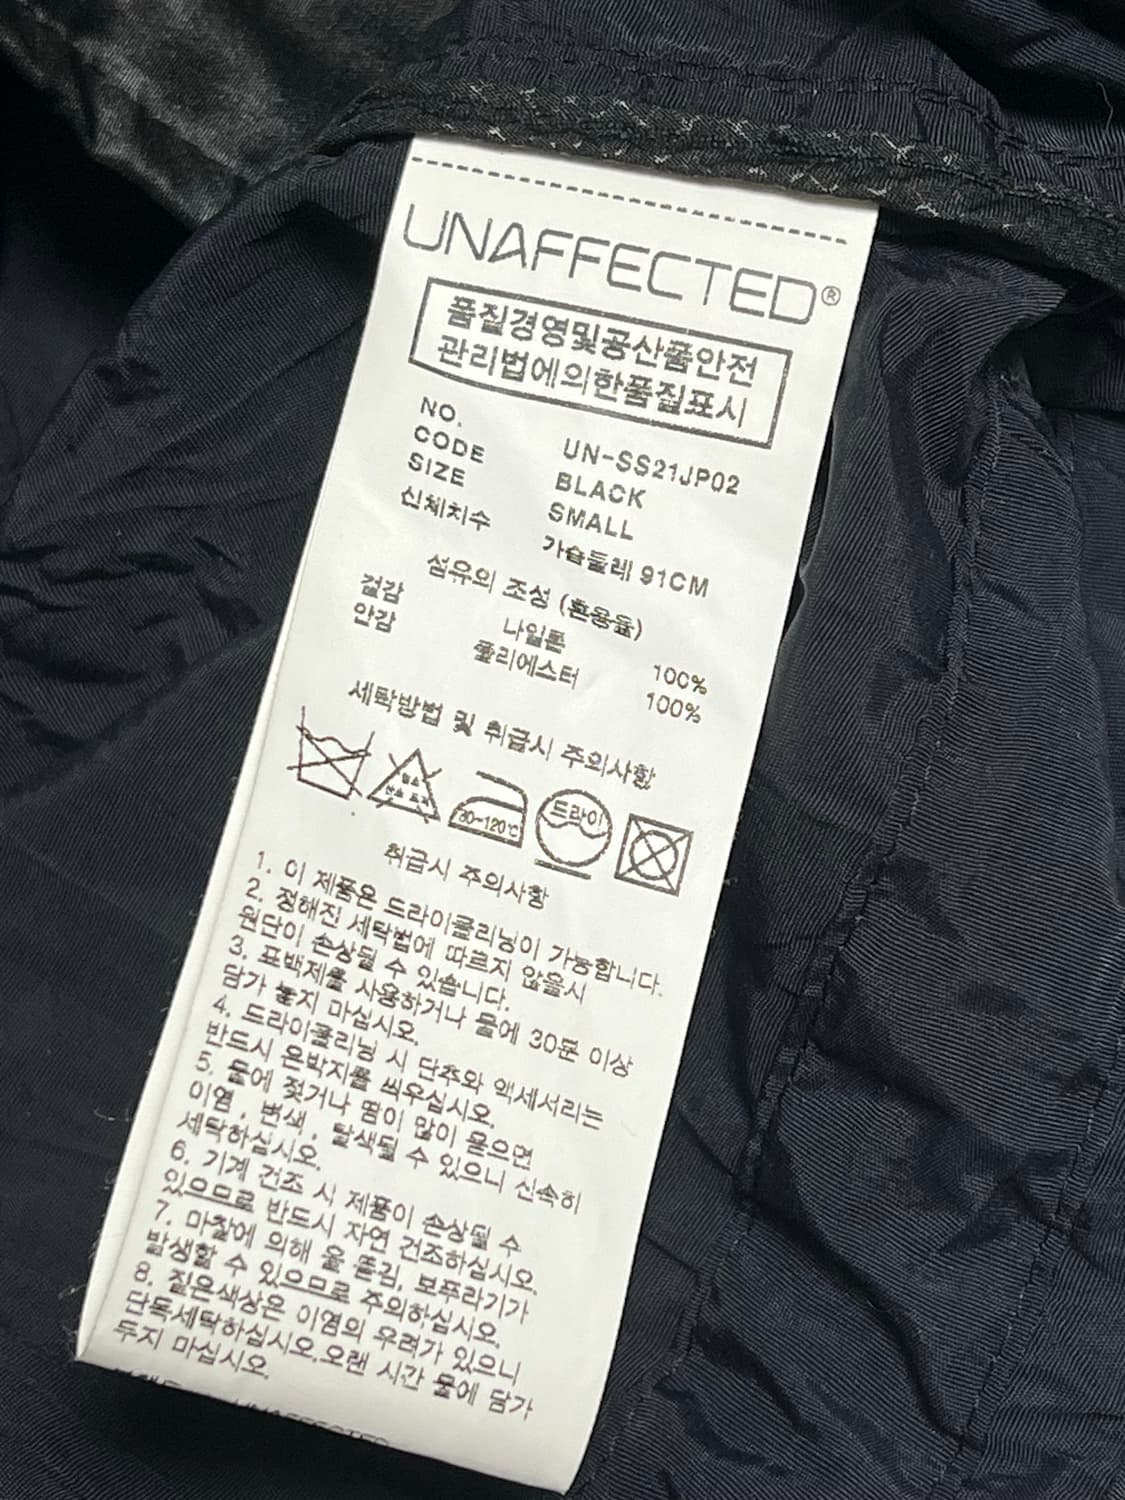 UNAFFECTED®
품질경영및공산품안전
관리법에의한품질표시
NO. UN-SS21JP02
CODE BLACK
SIZE SMALL
신체치수 가슴둘레 91CM
섬유의 조성 (혼용율)
겉감 나일론 100%
안감 폴리에스터 100%
세탁방법 및 취급시 주의사항
염소
산소 표백
80~120℃
드라이
취급시 주의사항
1. 이 제품은 드라이클리닝이 가능합니다.
2. 정해진 세탁법에 따르지 않을시
원단이 손상될 수 있습니다.
3. 표백제를 사용하거나 물에 30분 이상
담가 놓지 마십시오.
4. 드라이클리닝 시 단추와 액세서리는
반드시 은박지를 씌우십시오.
5. 물에 젖거나 땀이 많이 묻으면
이염, 변색, 탈색될 수 있으니 신속히
세탁하십시오.
6. 기계 건조 시 제품이 손상될 수
있으므로 반드시 자연 건조하십시오.
7. 마찰에 의해 올 풀림, 보푸라기가
발생할 수 있으므로 주의하십시오.
8. 짙은색상은 이염의 우려가 있으니
단독세탁하십시오.오랜 시간 물에 담가
두지 마십시오.
UNAFFECTED